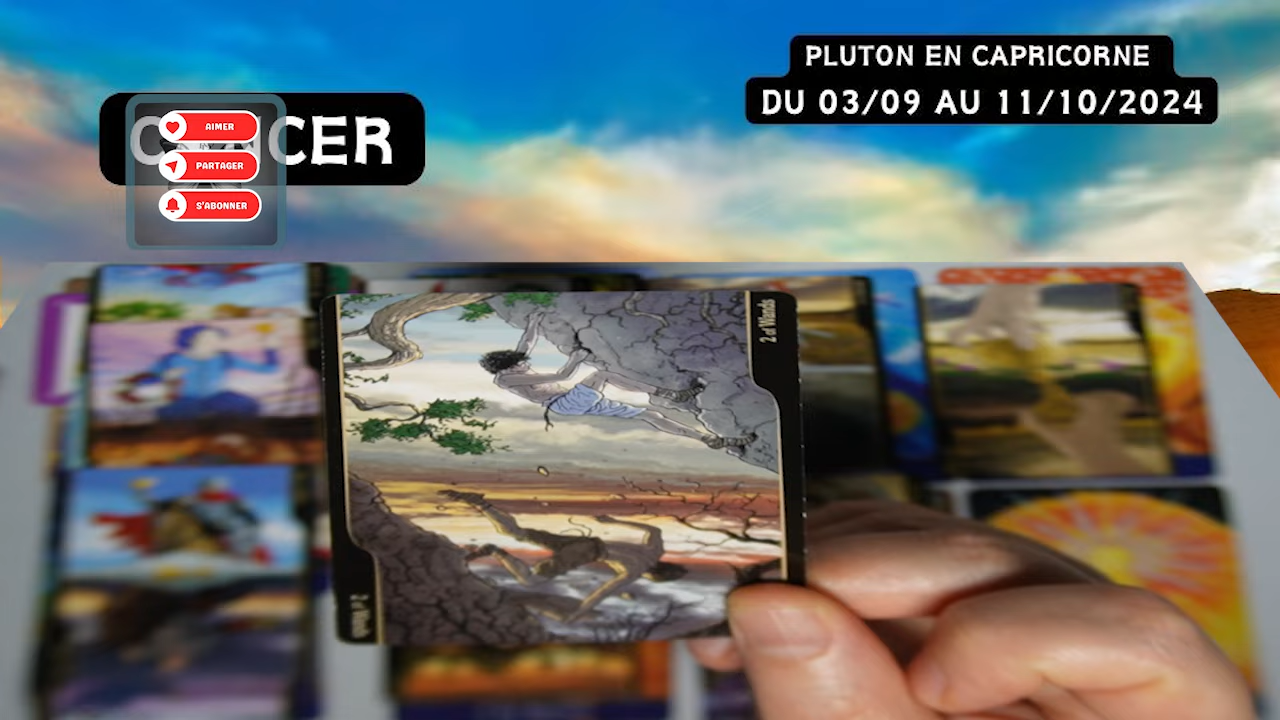 PLUTON EN CAPRICORNE
DU 03/09 AU 11/10/2024
CANCER
AIMER
PARTAGER
S'ABONNER
2 of Wands
2 of Wands